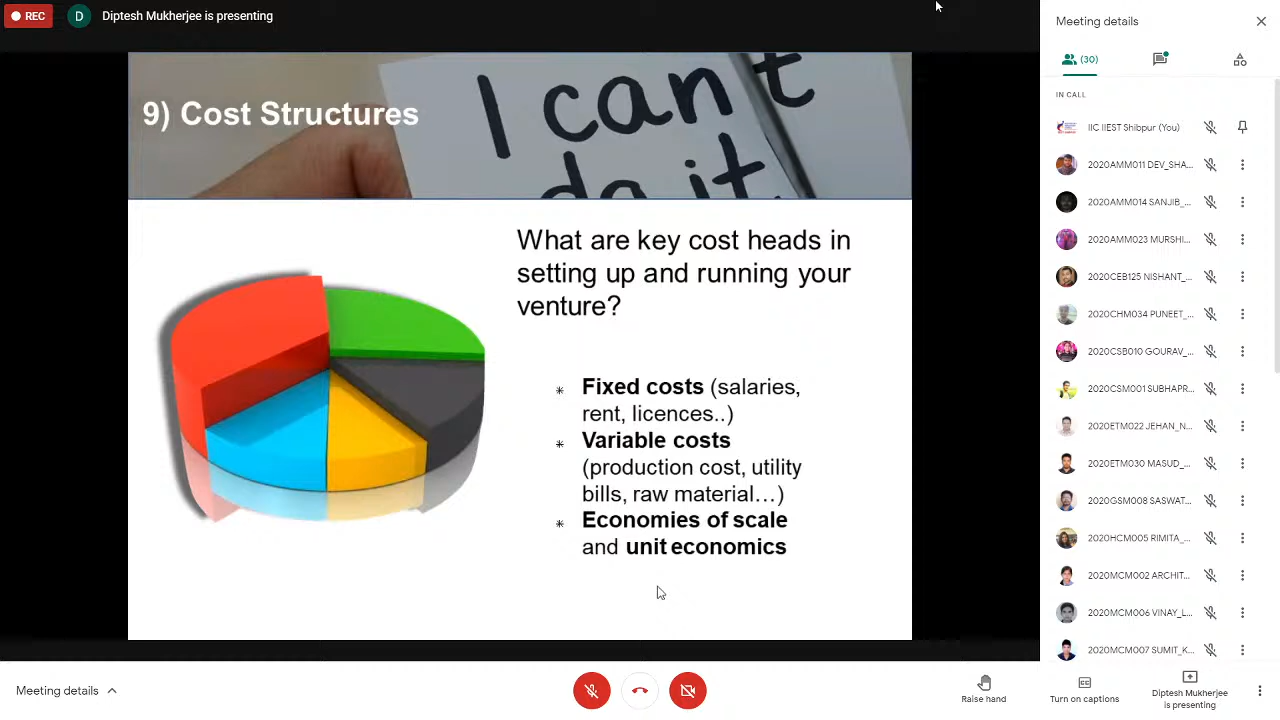 REC
D
Diptesh Mukherjee is presenting
9) Cost Structures
I can't
do it.
What are key cost heads in
setting up and running your
venture?
* Fixed costs (salaries,
rent, licences..)
* Variable costs
(production cost, utility
bills, raw material…)
* Economies of scale
and unit economics
Meeting details
(30)
IN CALL
IIC IIEST Shibpur (You)
2020AMM011 DEV_SHA...
2020AMM014 SANJIB_...
2020AMM023 MURSHI...
2020CEB125 NISHANT_...
2020CHM034 PUNEET_...
2020CSB010 GOURAV_...
2020CSM001 SUBHAPR...
2020ETM022 JEHAN_N...
2020ETM030 MASUD_...
2020GSM008 SASWAT...
2020HCM005 RIMITA_...
2020MCM002 ARCHIT...
2020MCM006 VINAY_L...
2020MCM007 SUMIT_K...
Meeting details
Raise hand
Turn on captions
Diptesh Mukherjee
is presenting